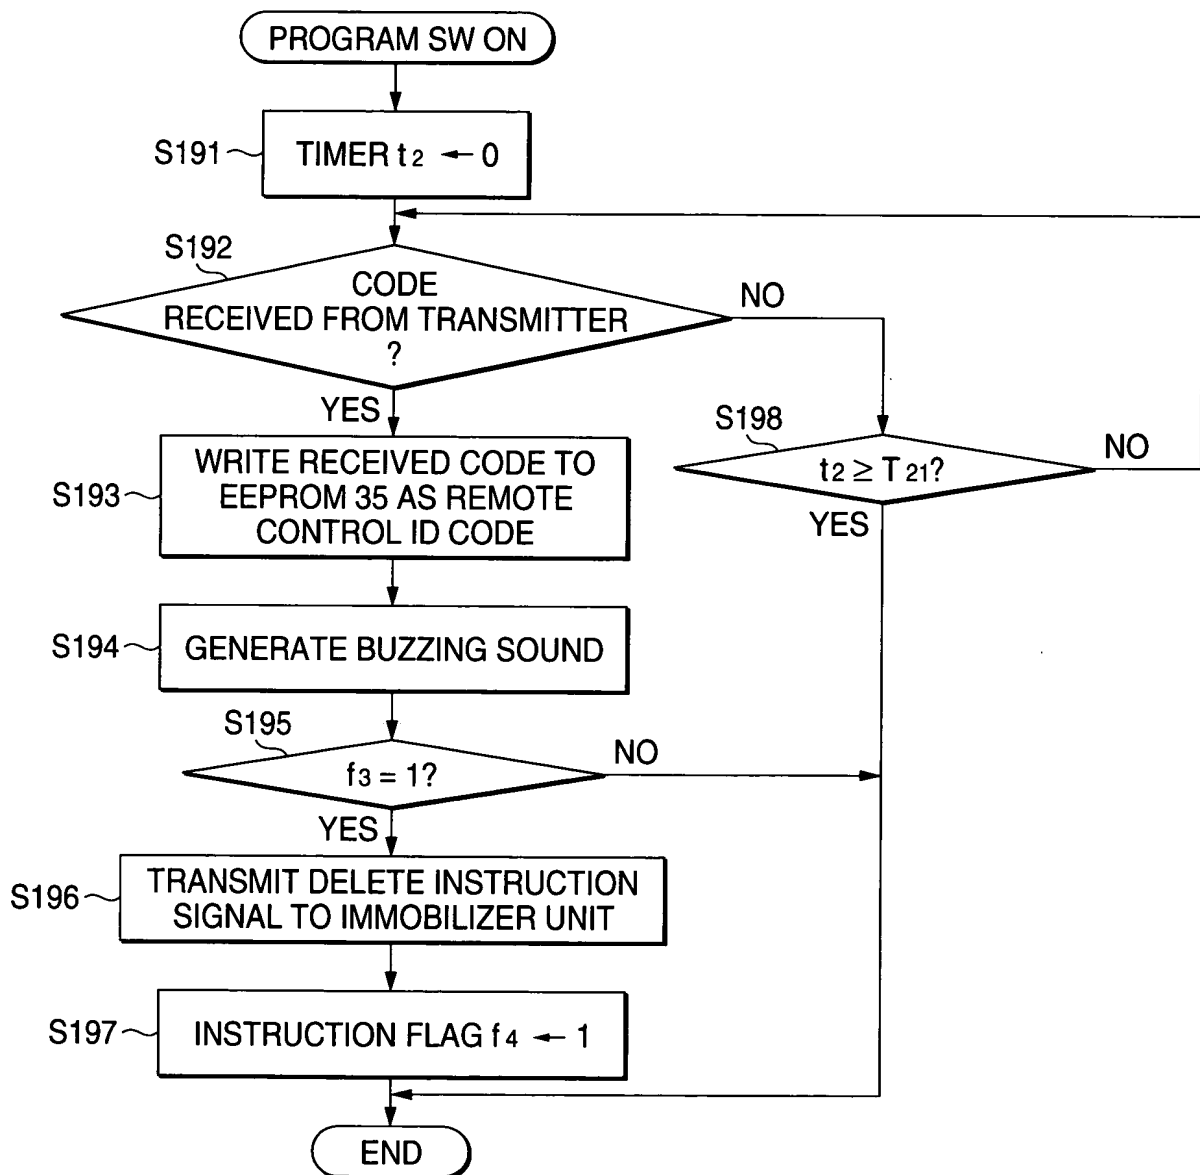 PROGRAM SW ON
S191
TIMER t2 ← 0
S192
CODE
RECEIVED FROM TRANSMITTER
?
NO
YES
S198
t2 ≥ T21?
NO
YES
S193
WRITE RECEIVED CODE TO
EEPROM 35 AS REMOTE
CONTROL ID CODE
S194
GENERATE BUZZING SOUND
S195
f3 = 1?
NO
YES
S196
TRANSMIT DELETE INSTRUCTION
SIGNAL TO IMMOBILIZER UNIT
S197
INSTRUCTION FLAG f4 ← 1
END